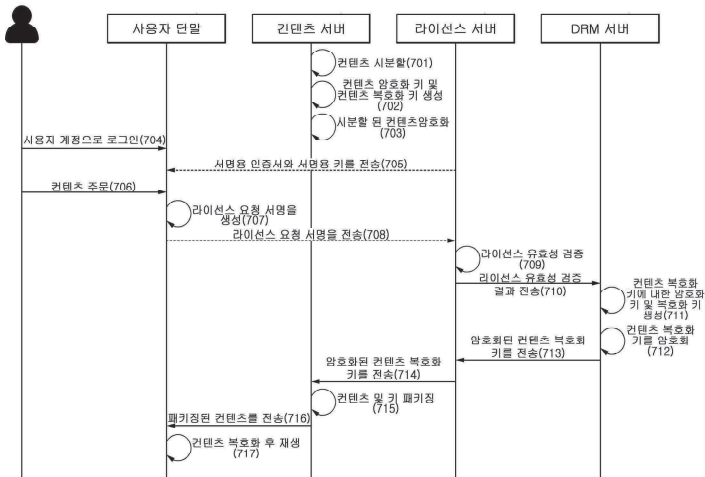 사용자 단말
컨텐츠 서버
라이선스 서버
DRM 서버
컨텐츠 시분할(701)
컨텐츠 암호화 키 및
컨텐츠 복호화 키 생성
(702)
시분할 된 컨텐츠암호화
(703)
사용자 계정으로 로그인(704)
서명용 인증서와 서명용 키를 전송(705)
컨텐츠 주문(706)
라이선스 요청 서명을
생성(707)
라이선스 요청 서명을 전송(708)
라이선스 유효성 검증
(709)
라이선스 유효성 검증
결과 전송(710)
컨텐츠 복호화
키에 대한 암호화
키 및 복호화 키
생성(711)
컨텐츠 복호화
키를 암호화
(712)
암호화된 컨텐츠 복호화
키를 전송(713)
암호화된 컨텐츠 복호화
키를 전송(714)
컨텐츠 및 키 패키징
(715)
패키징된 컨텐츠를 전송(716)
컨텐츠 복호화 후 재생
(717)